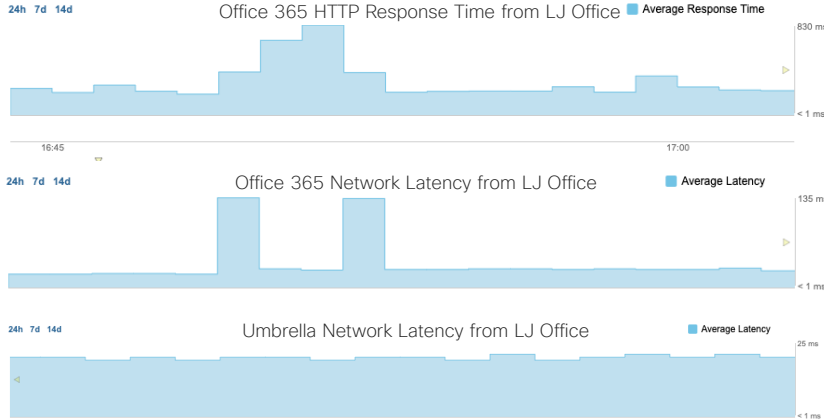 24h 7d 14d
Office 365 HTTP Response Time from LJ Office
Average Response Time
830 ms
< 1 ms
16:45
17:00
24h 7d 14d
Office 365 Network Latency from LJ Office
Average Latency
135 ms
< 1 ms
24h 7d 14d
Umbrella Network Latency from LJ Office
Average Latency
25 ms
< 1 ms